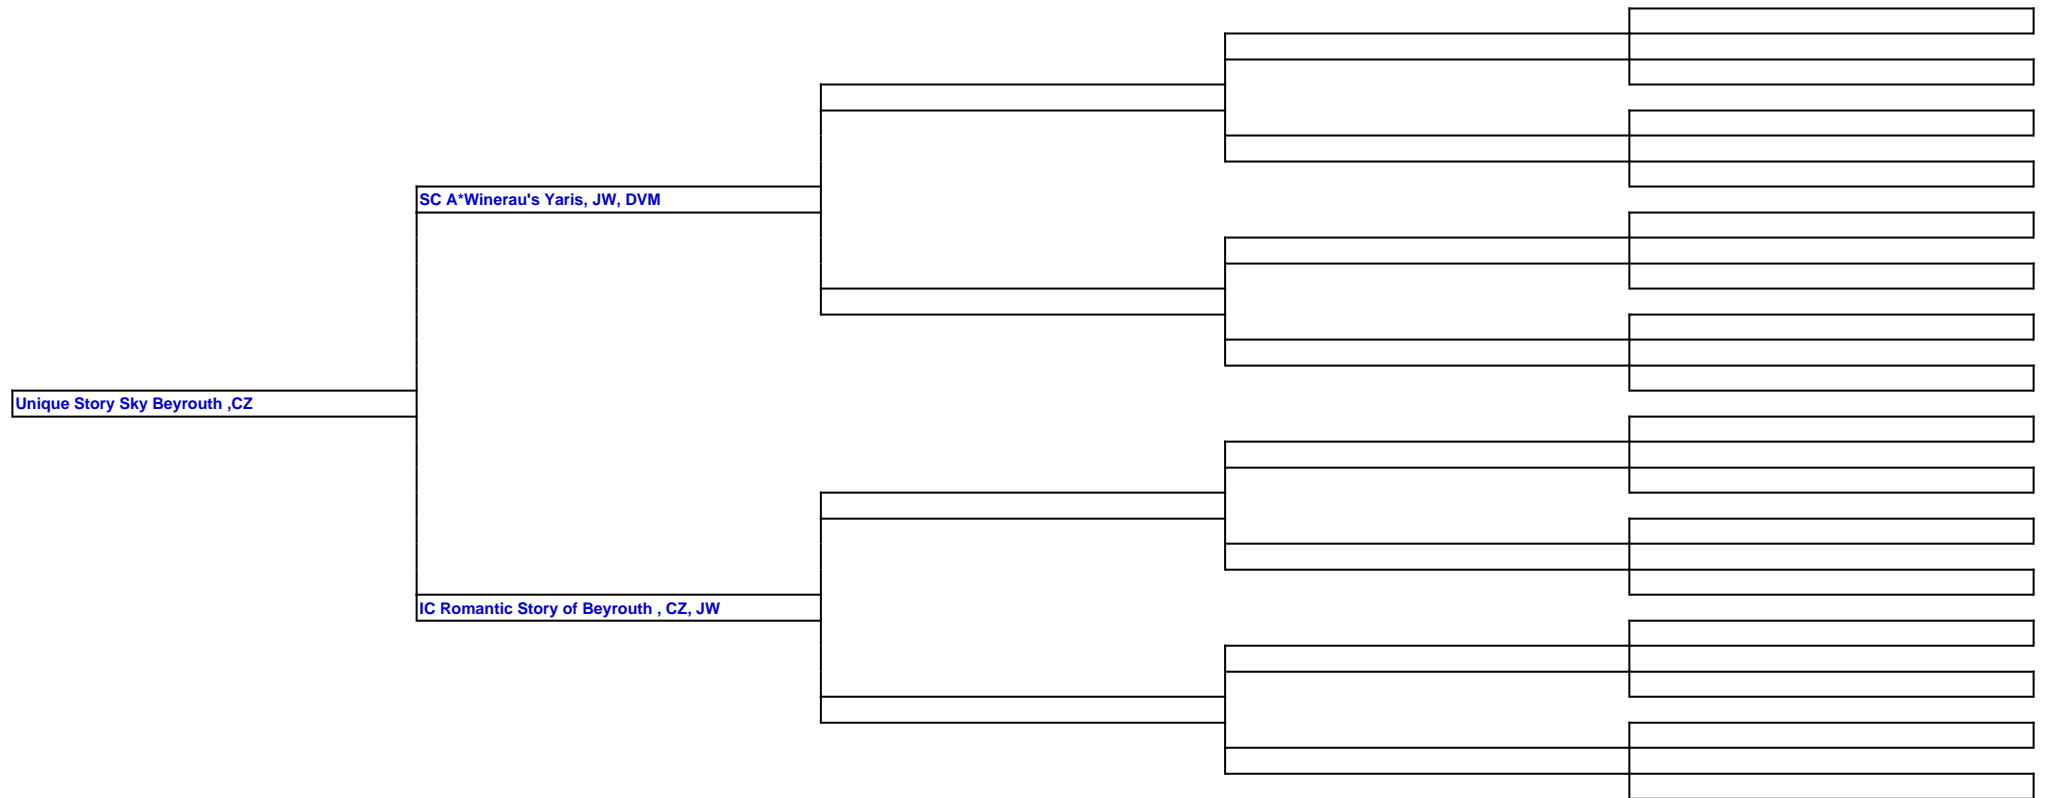 SC A*Winerau's Yaris, JW, DVM
Unique Story Sky Beyrouth ,CZ
IC Romantic Story of Beyrouth , CZ, JW